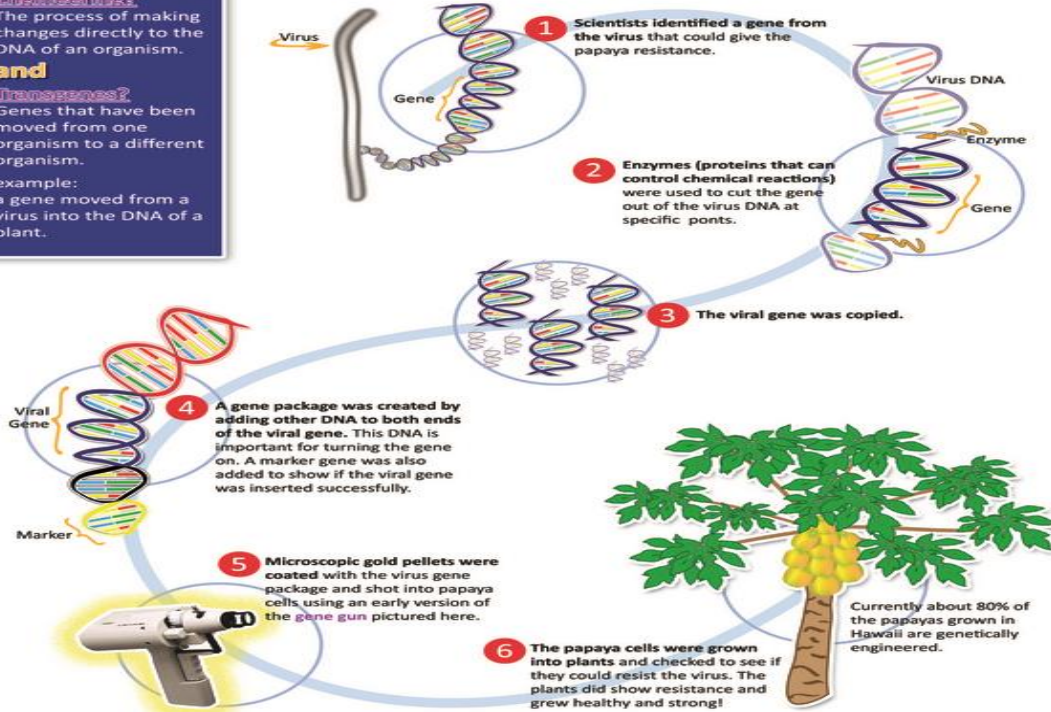 The process of making
changes directly to the
DNA of an organism.
and
Transgenes?
Genes that have been
moved from one
organism to a different
organism.
example:
a gene moved from a
virus into the DNA of a
plant.
Virus
Gene
1 Scientists identified a gene from
the virus that could give the
papaya resistance.
Virus DNA
Enzyme
Gene
2 Enzymes (proteins that can
control chemical reactions)
were used to cut the gene
out of the virus DNA at
specific ponts.
3 The viral gene was copied.
Viral
Gene
Marker
4 A gene package was created by
adding other DNA to both ends
of the viral gene. This DNA is
important for turning the gene
on. A marker gene was also
added to show if the viral gene
was inserted successfully.
5 Microscopic gold pellets were
coated with the virus gene
package and shot into papaya
cells using an early version of
the gene gun pictured here.
6 The papaya cells were grown
into plants and checked to see if
they could resist the virus. The
plants did show resistance and
grew healthy and strong!
Currently about 80% of
the papayas grown in
Hawaii are genetically
engineered.